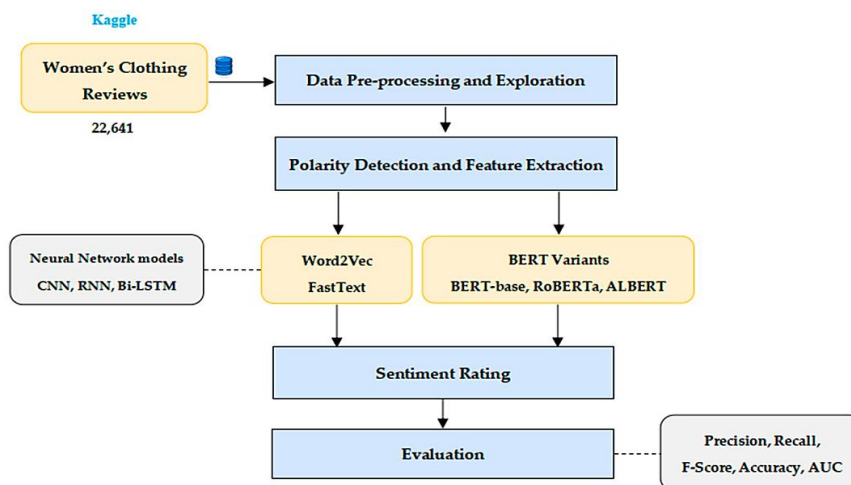 Kaggle
Women's Clothing
Reviews
22,641
Data Pre-processing and Exploration
Polarity Detection and Feature Extraction
Neural Network models
CNN, RNN, Bi-LSTM
Word2Vec
FastText
BERT Variants
BERT-base, RoBERTa, ALBERT
Sentiment Rating
Evaluation
Precision, Recall,
F-Score, Accuracy, AUC